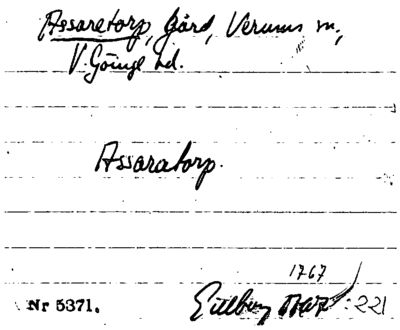 Assaretorp, Gård, Verums sn,
V. Göinge hd.
Assaratorp.
1767
Gillberg 221
Nr 5371.